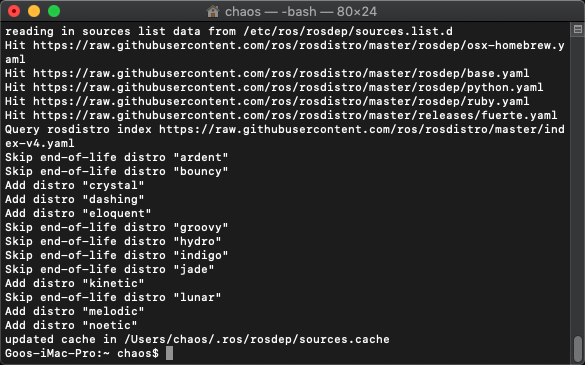 chaos — -bash — 80×24
reading in sources list data from /etc/ros/rosdep/sources.list.d
Hit https://raw.githubusercontent.com/ros/rosdistro/master/rosdep/osx-homebrew.y
aml
Hit https://raw.githubusercontent.com/ros/rosdistro/master/rosdep/base.yaml
Hit https://raw.githubusercontent.com/ros/rosdistro/master/rosdep/python.yaml
Hit https://raw.githubusercontent.com/ros/rosdistro/master/rosdep/ruby.yaml
Hit https://raw.githubusercontent.com/ros/rosdistro/master/releases/fuerte.yaml
Query rosdistro index https://raw.githubusercontent.com/ros/rosdistro/master/ind
ex-v4.yaml
Skip end-of-life distro "ardent"
Skip end-of-life distro "bouncy"
Add distro "crystal"
Add distro "dashing"
Add distro "eloquent"
Skip end-of-life distro "groovy"
Skip end-of-life distro "hydro"
Skip end-of-life distro "indigo"
Skip end-of-life distro "jade"
Add distro "kinetic"
Skip end-of-life distro "lunar"
Add distro "melodic"
Add distro "noetic"
updated cache in /Users/chaos/.ros/rosdep/sources.cache
Goos-iMac-Pro:~ chaos$